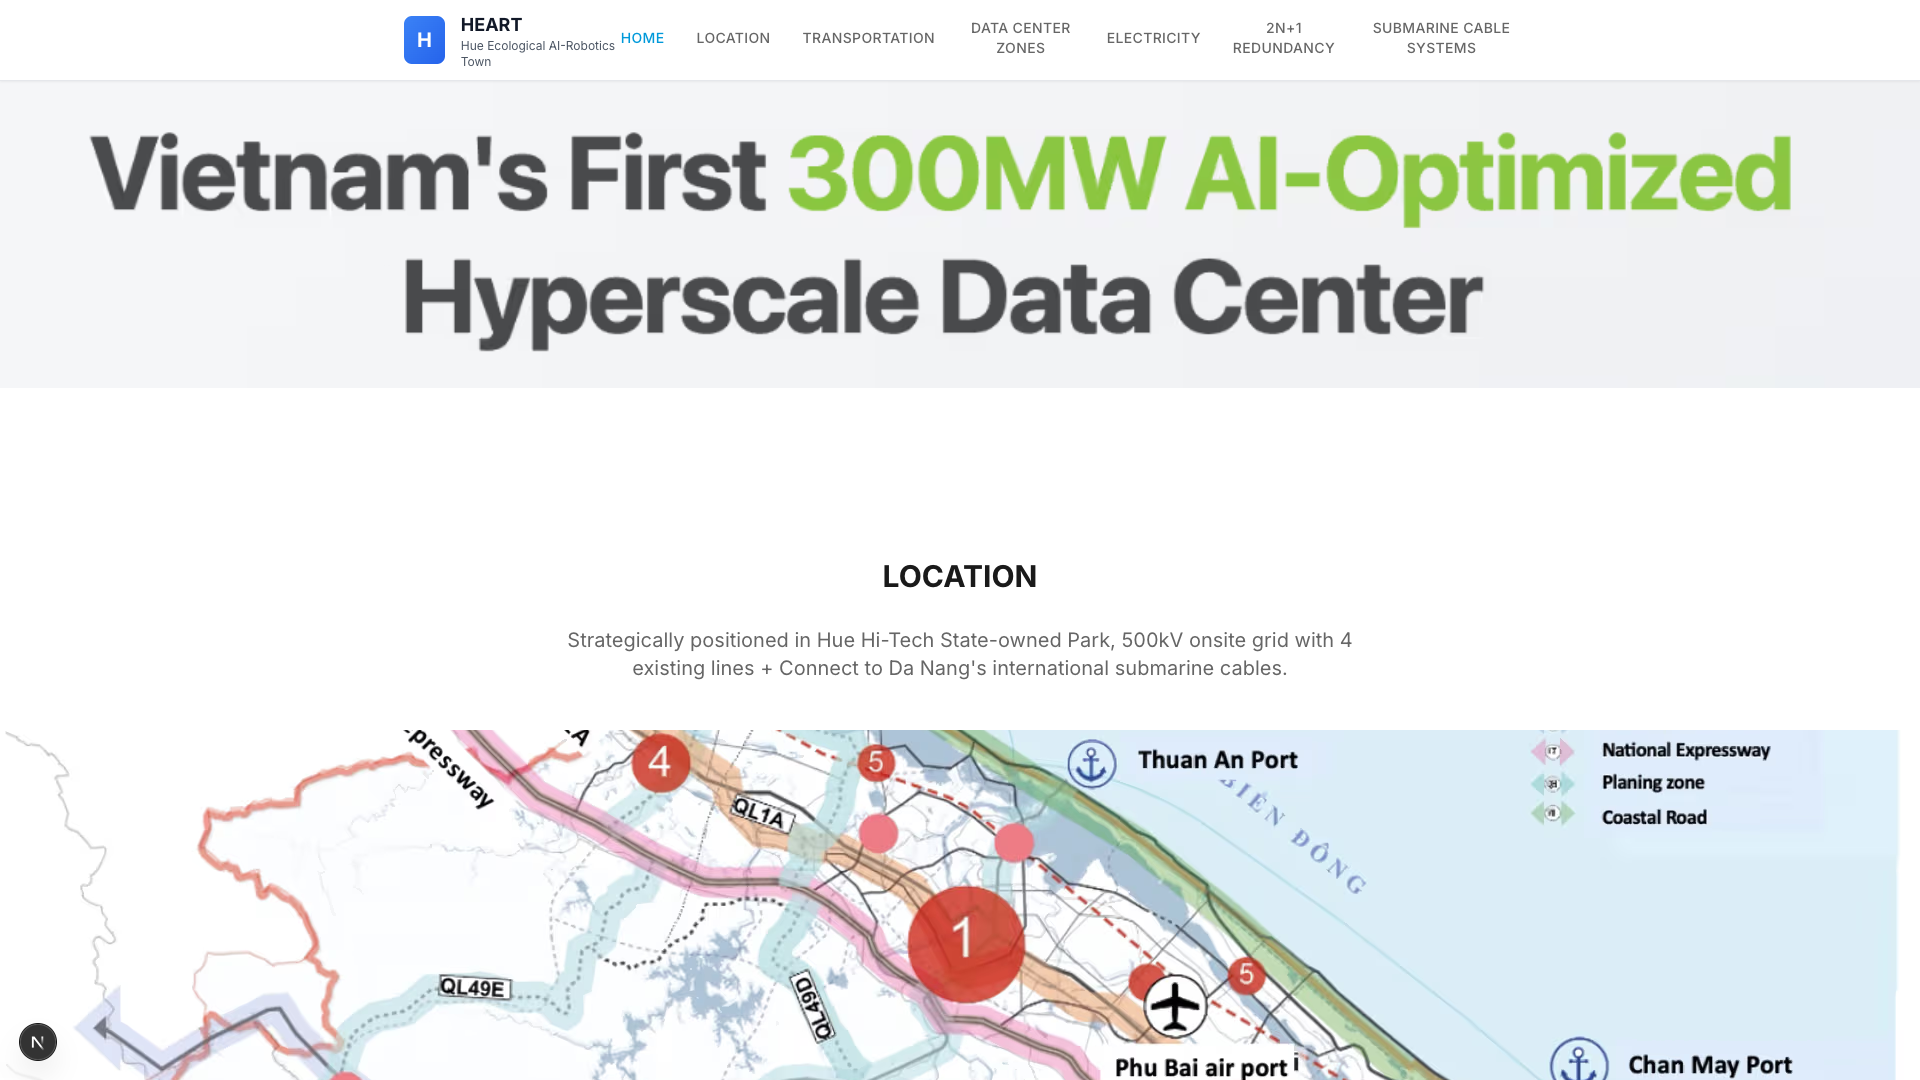 H
HEART
Hue Ecological AI-Robotics
Town
HOME
LOCATION
TRANSPORTATION
DATA CENTER
ZONES
ELECTRICITY
2N+1
REDUNDANCY
SUBMARINE CABLE
SYSTEMS
Vietnam's First 300MW AI-Optimized
Hyperscale Data Center
LOCATION
Strategically positioned in Hue Hi-Tech State-owned Park, 500kV onsite grid with 4
existing lines + Connect to Da Nang's international submarine cables.
4
5
Thuan An Port
National Expressway
Planing zone
Coastal Road
QL1A
BIỂN ĐÔNG
1
5
QL49E
QL49D
Phu Bai air port
Chan May Port
N